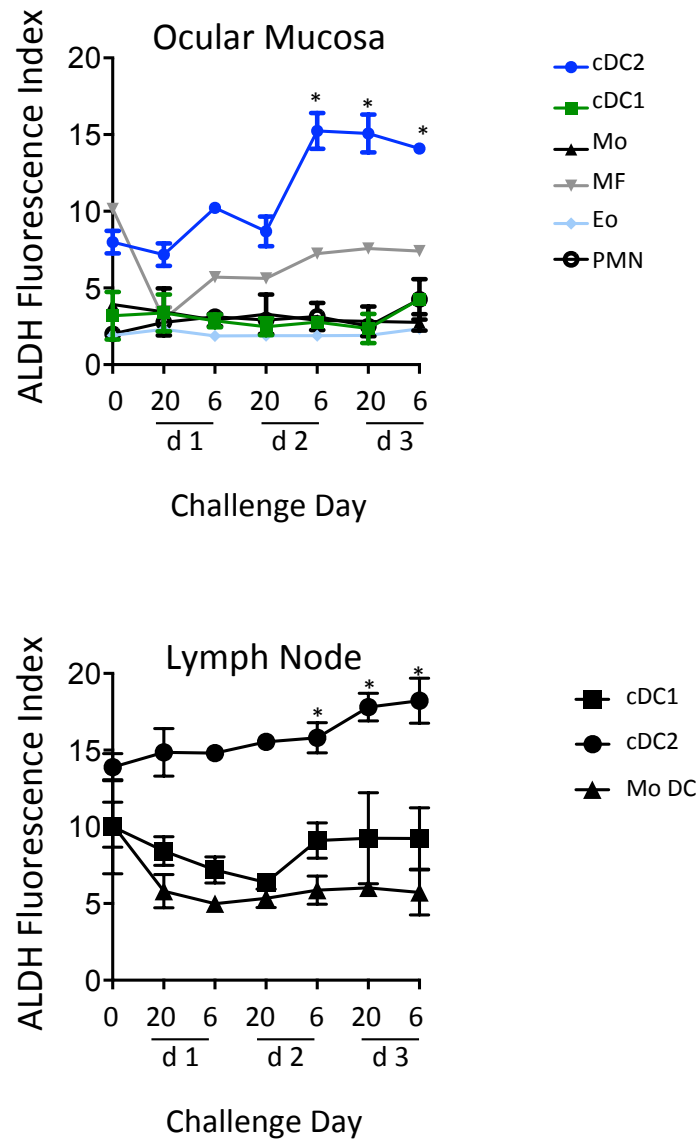 Ocular Mucosa
ALDH Fluorescence Index
20
15
10
5
0
* * *
0 20 6 20 6 20 6
d 1 d 2 d 3
Challenge Day
cDC2
cDC1
Mo
MF
Eo
PMN
Lymph Node
ALDH Fluorescence Index
20
15
10
5
0
* * *
0 20 6 20 6 20 6
d 1 d 2 d 3
Challenge Day
cDC1
cDC2
Mo DC